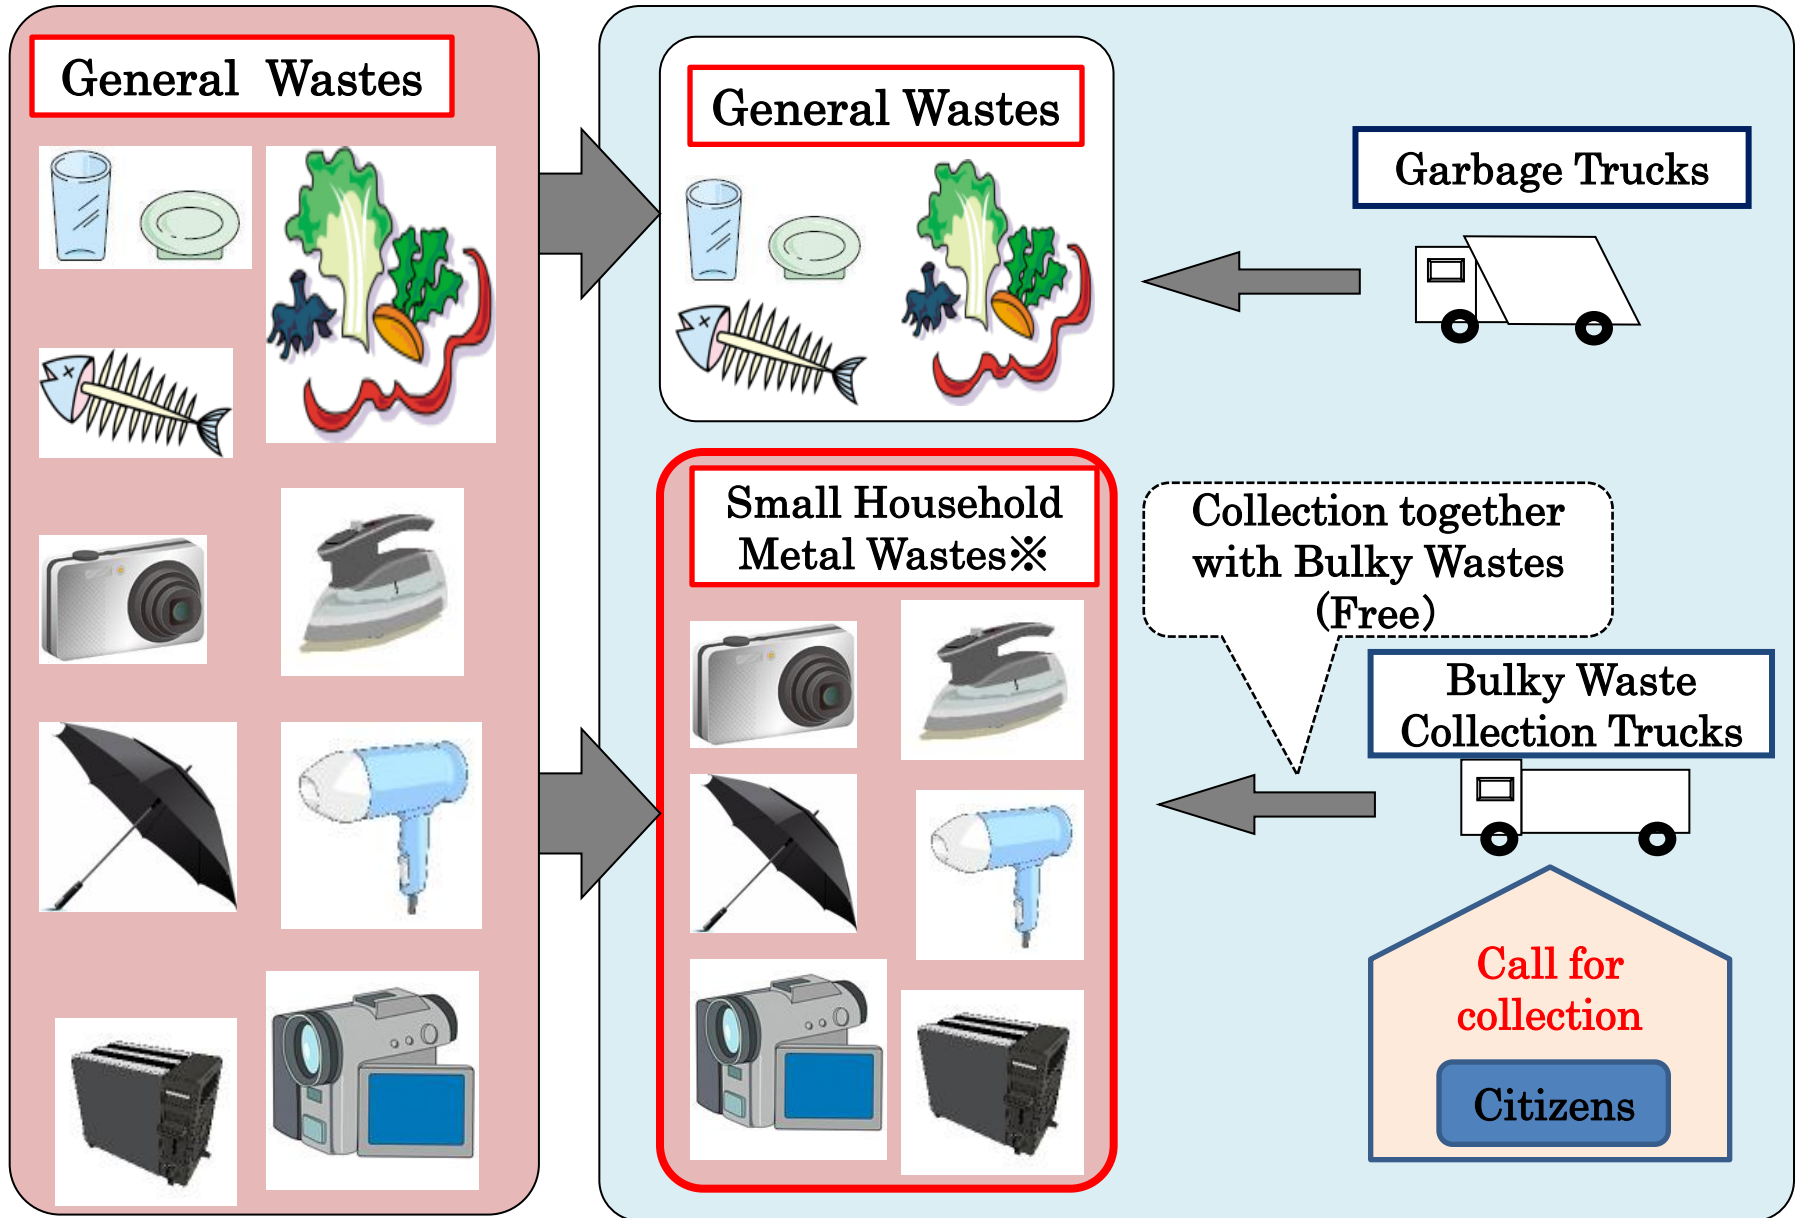 General Wastes
General Wastes
Garbage Trucks
Small Household
Metal Wastes※
Collection together
with Bulky Wastes
(Free)
Bulky Waste
Collection Trucks
Call for
collection
Citizens